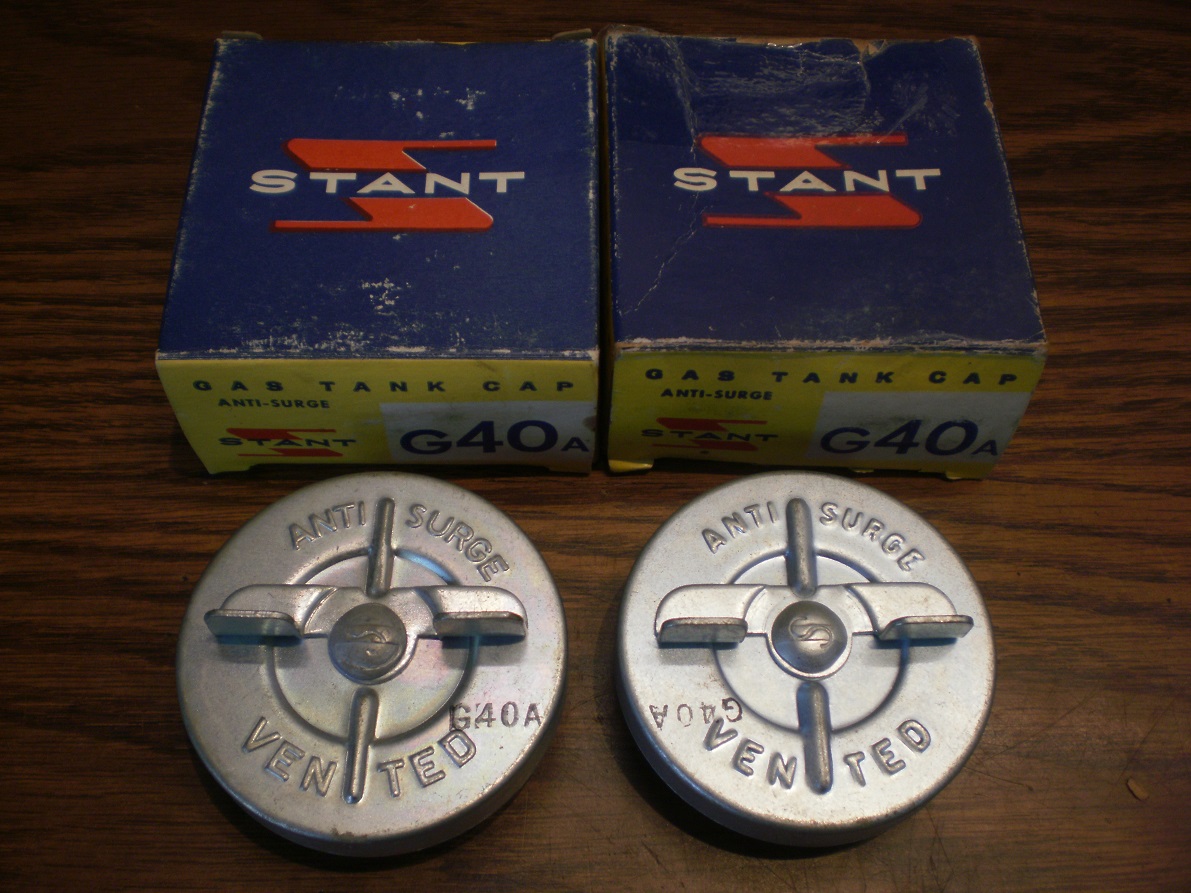 STANT
GAS TANK CAP
ANTI-SURGE
STANT
G40A
STANT
GAS TANK CAP
ANTI-SURGE
STANT
G40A
ANTI SURGE
G40A
VENTED
ANTI SURGE
G40A
VENTED